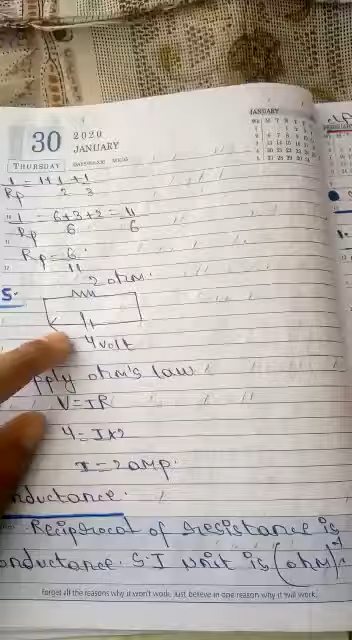 JANUARY
30 2020
JANUARY
THURSDAY
1/Rp = 1/1+1/2+1/3
1/Rp = 6+3+2/6 = 11/6
Rp = 6/11
2 ohm.
5.
4 volt
pply ohm's law
V=IR
4=I×2
I=2amp.
nductance.
Reciprocal of resistance is
onductance. S.I unit is (ohm)-1
Forget all the reasons why it won't work. Just believe in one reason why it will work.